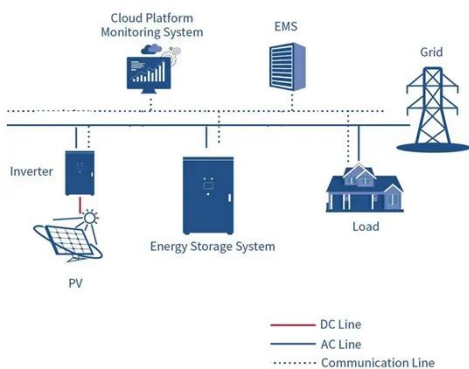 Cloud Platform
Monitoring System
EMS
Grid
Inverter
Energy Storage System
Load
PV
DC Line
AC Line
Communication Line